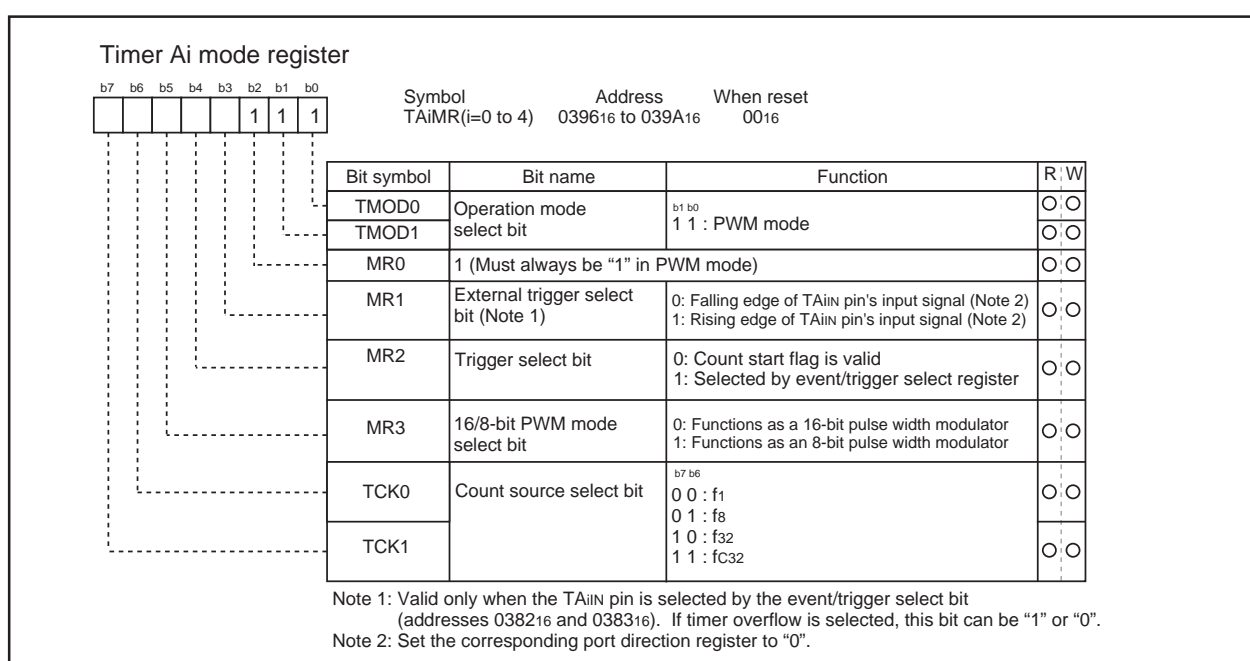 Timer Ai mode register
b7 b6 b5 b4 b3 b2 b1 b0
1 1 1
Symbol Address When reset
TAiMR(i=0 to 4) 039616 to 039A16 0016
Bit symbol Bit name Function R W
TMOD0 Operation mode select bit b1 b0
1 1 : PWM mode
TMOD1
MR0 1 (Must always be “1” in PWM mode)
MR1 External trigger select bit (Note 1) 0: Falling edge of TAiIN pin’s input signal (Note 2)
1: Rising edge of TAiIN pin’s input signal (Note 2)
MR2 Trigger select bit 0: Count start flag is valid
1: Selected by event/trigger select register
MR3 16/8-bit PWM mode select bit 0: Functions as a 16-bit pulse width modulator
1: Functions as an 8-bit pulse width modulator
TCK0 Count source select bit b7 b6
0 0 : f1
0 1 : f8
TCK1 1 0 : f32
1 1 : fC32
Note 1: Valid only when the TAiIN pin is selected by the event/trigger select bit
(addresses 038216 and 038316). If timer overflow is selected, this bit can be “1” or “0”.
Note 2: Set the corresponding port direction register to “0”.